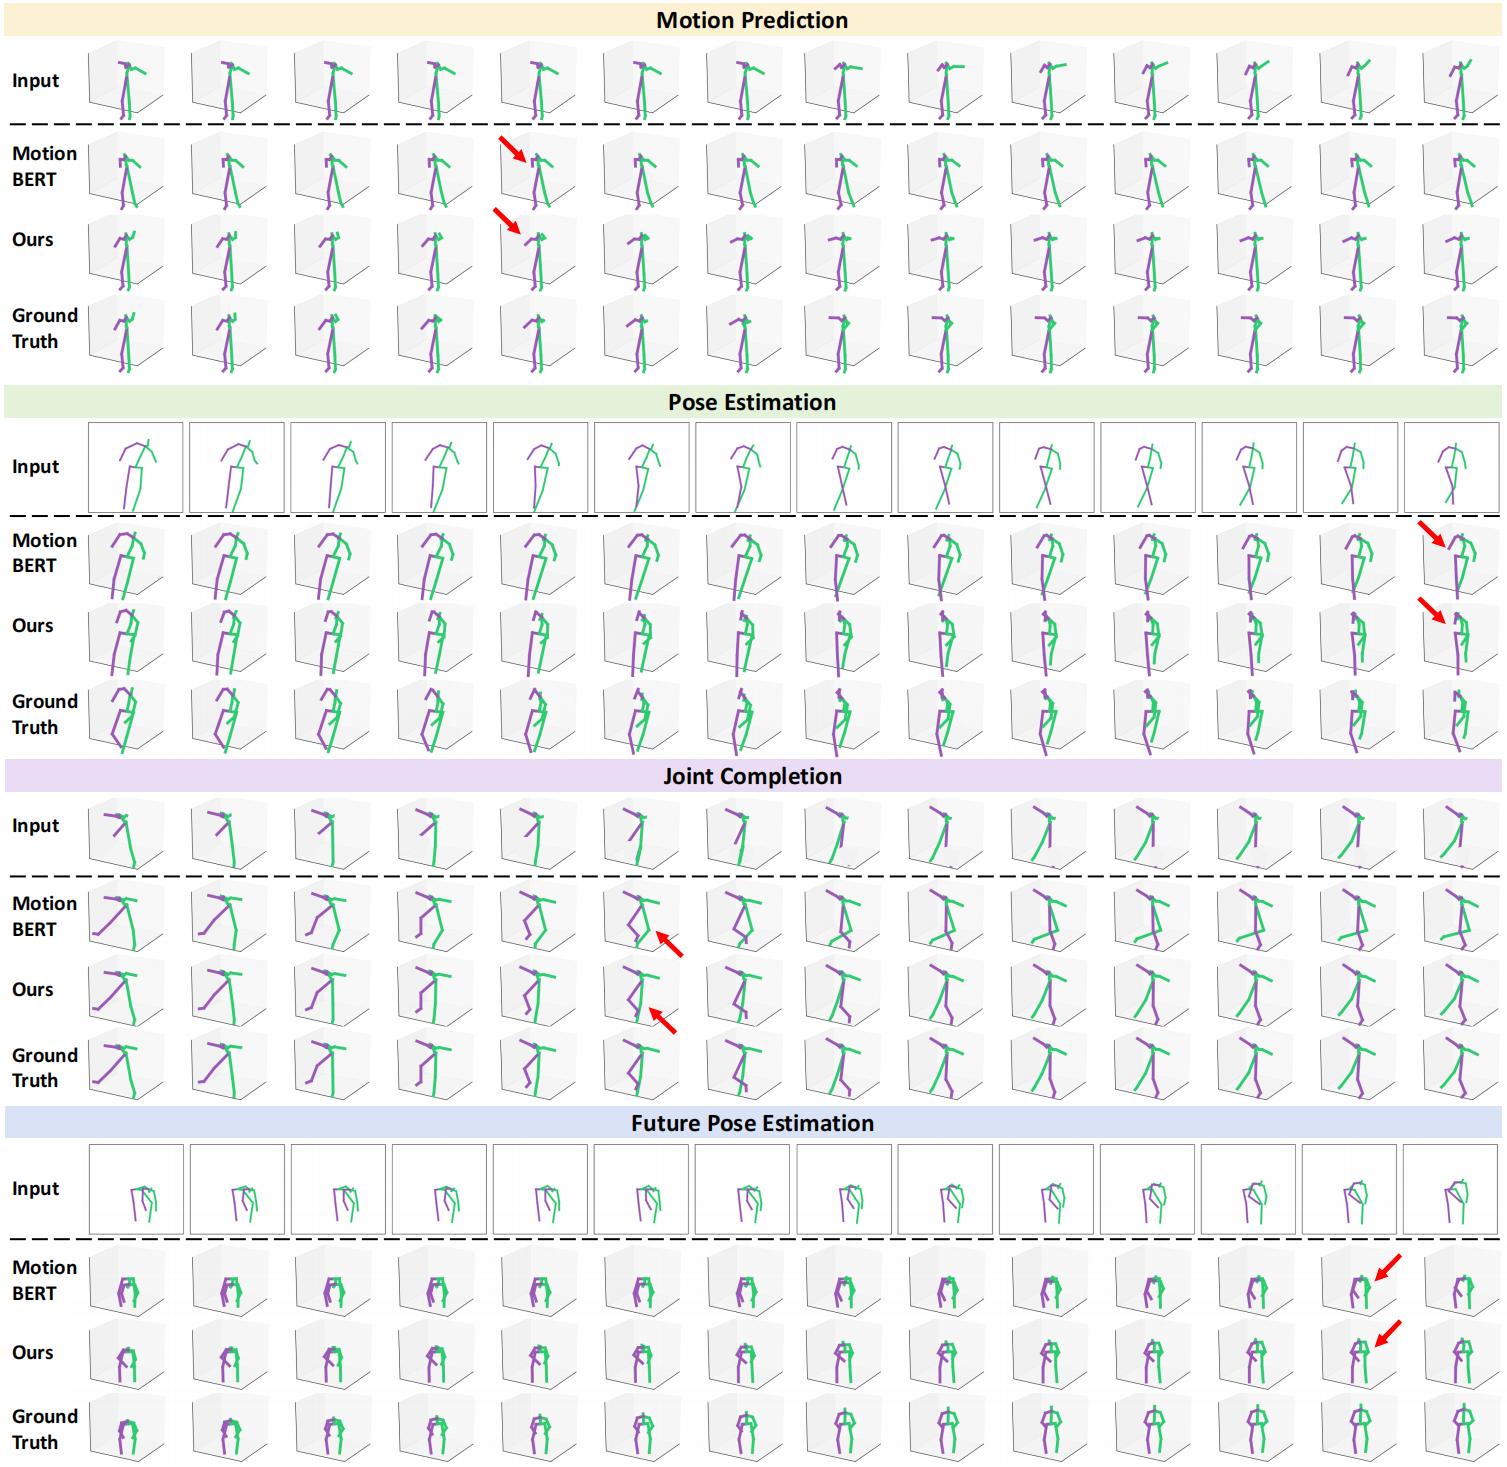 Motion Prediction
Input
Motion
BERT
Ours
Ground
Truth
Pose Estimation
Input
Motion
BERT
Ours
Ground
Truth
Joint Completion
Input
Motion
BERT
Ours
Ground
Truth
Future Pose Estimation
Input
Motion
BERT
Ours
Ground
Truth